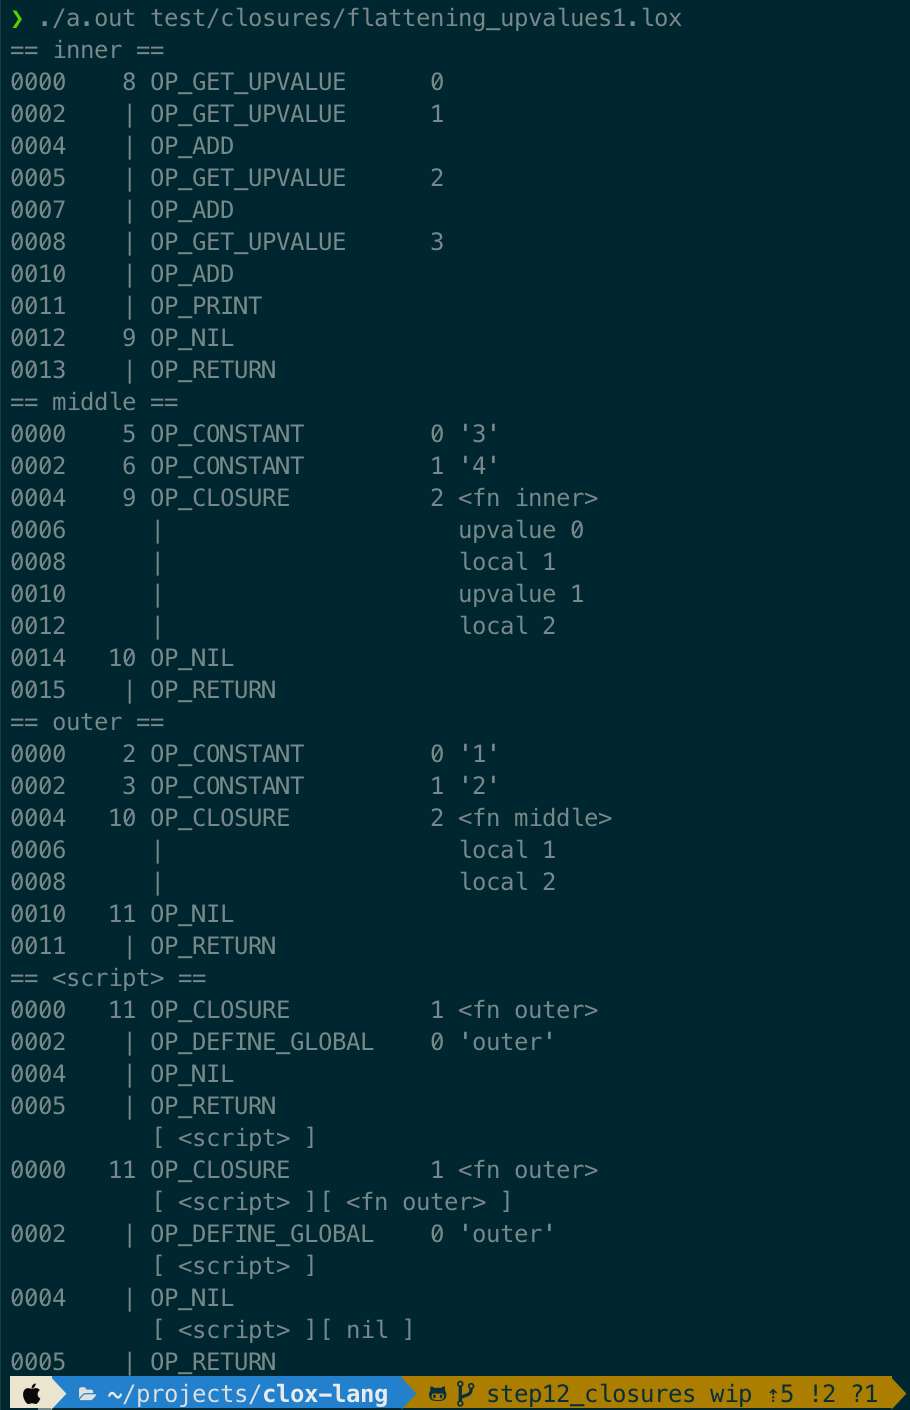 ❯ ./a.out test/closures/flattening_upvalues1.lox
== inner ==
0000    8 OP_GET_UPVALUE      0
0002    | OP_GET_UPVALUE      1
0004    | OP_ADD
0005    | OP_GET_UPVALUE      2
0007    | OP_ADD
0008    | OP_GET_UPVALUE      3
0010    | OP_ADD
0011    | OP_PRINT
0012    9 OP_NIL
0013    | OP_RETURN
== middle ==
0000    5 OP_CONSTANT         0 '3'
0002    6 OP_CONSTANT         1 '4'
0004    9 OP_CLOSURE          2 <fn inner>
0006      |                     upvalue 0
0008      |                     local 1
0010      |                     upvalue 1
0012      |                     local 2
0014   10 OP_NIL
0015    | OP_RETURN
== outer ==
0000    2 OP_CONSTANT         0 '1'
0002    3 OP_CONSTANT         1 '2'
0004   10 OP_CLOSURE          2 <fn middle>
0006      |                     local 1
0008      |                     local 2
0010   11 OP_NIL
0011    | OP_RETURN
== <script> ==
0000   11 OP_CLOSURE          1 <fn outer>
0002    | OP_DEFINE_GLOBAL    0 'outer'
0004    | OP_NIL
0005    | OP_RETURN
          [ <script> ]
0000   11 OP_CLOSURE          1 <fn outer>
          [ <script> ][ <fn outer> ]
0002    | OP_DEFINE_GLOBAL    0 'outer'
          [ <script> ]
0004    | OP_NIL
          [ <script> ][ nil ]
0005    | OP_RETURN
~/projects/clox-lang step12_closures wip ⇡5 !2 ?1